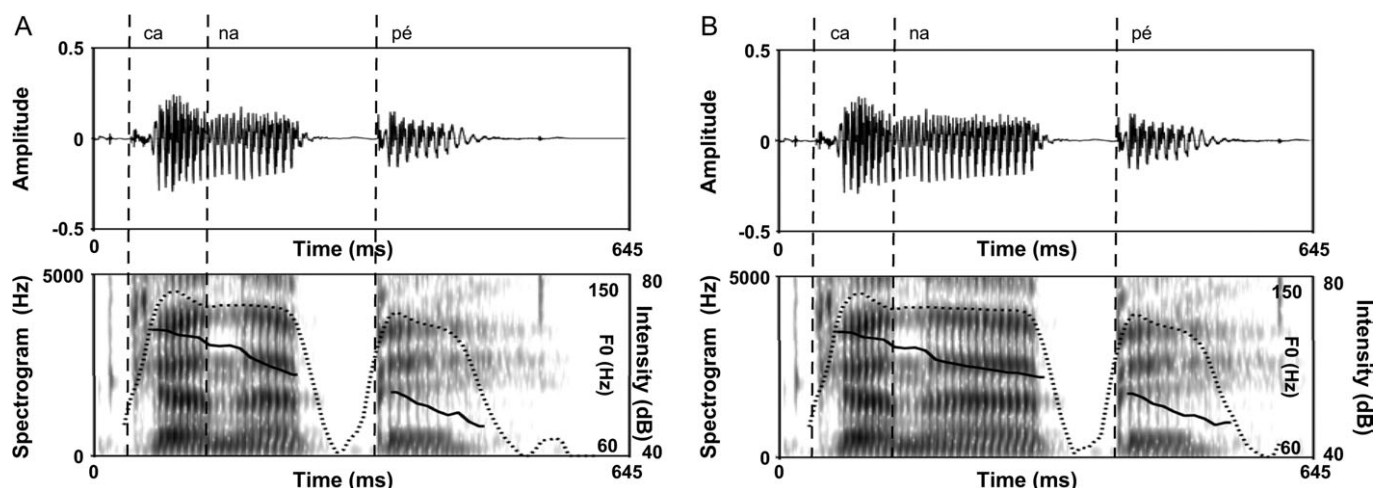 A
ca na pé
0.5
Amplitude
0
-0.5
0 Time (ms) 645
5000
Spectrogram (Hz)
0
150
F0 (Hz)
60
80
Intensity (dB)
40
0 Time (ms) 645
B
ca na pé
0.5
Amplitude
0
-0.5
0 Time (ms) 645
5000
Spectrogram (Hz)
0
150
F0 (Hz)
60
80
Intensity (dB)
40
0 Time (ms) 645